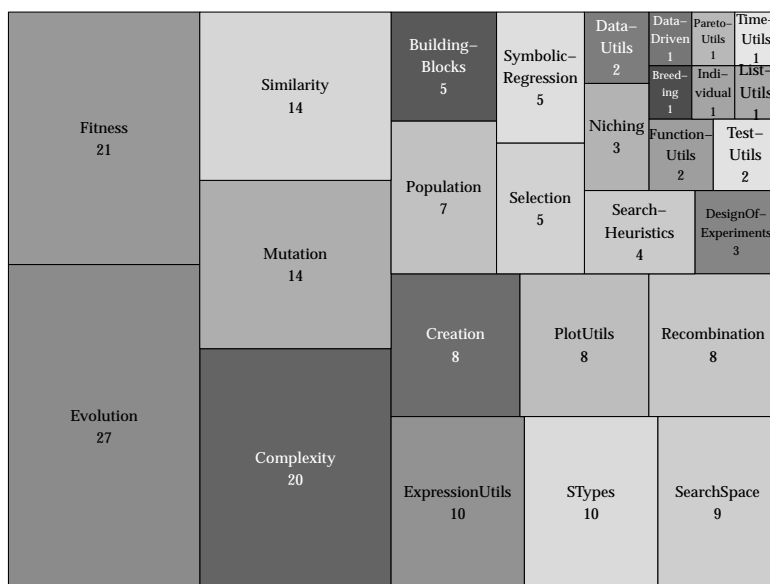 Fitness
21
Evolution
27
Similarity
14
Mutation
14
Complexity
20
Building–
Blocks
5
Symbolic–
Regression
5
Population
7
Selection
5
Data–
Utils
2
Niching
3
Data–
Driven
1
Pareto–
Utils
1
Time–
Utils
1
Breed–
ing
1
Indi–
vidual
1
List–
Utils
1
Function–
Utils
2
Test–
Utils
2
Search–
Heuristics
4
DesignOf–
Experiments
3
Creation
8
PlotUtils
8
Recombination
8
ExpressionUtils
10
STypes
10
SearchSpace
9